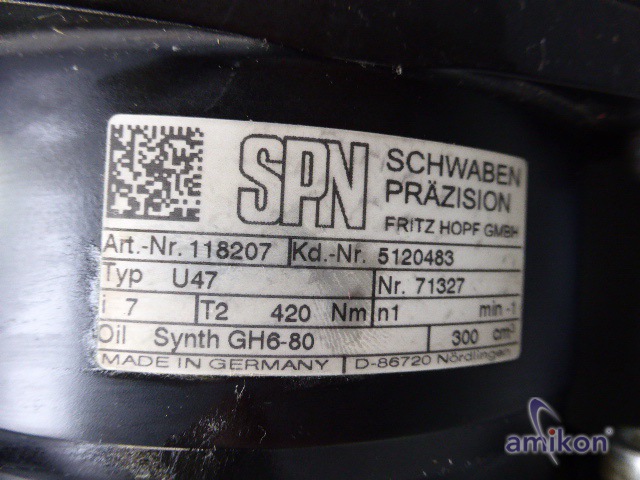 SPN
SCHWABEN
PRÄZISION
FRITZ HOPF GMBH
Art.-Nr. 118207 Kd.-Nr. 5120483
Typ U47 Nr. 71327
i 7 T2 420 Nm n1 min -1
Oil Synth GH6-80 300 cm³
MADE IN GERMANY D-86720 Nördlingen
amikon